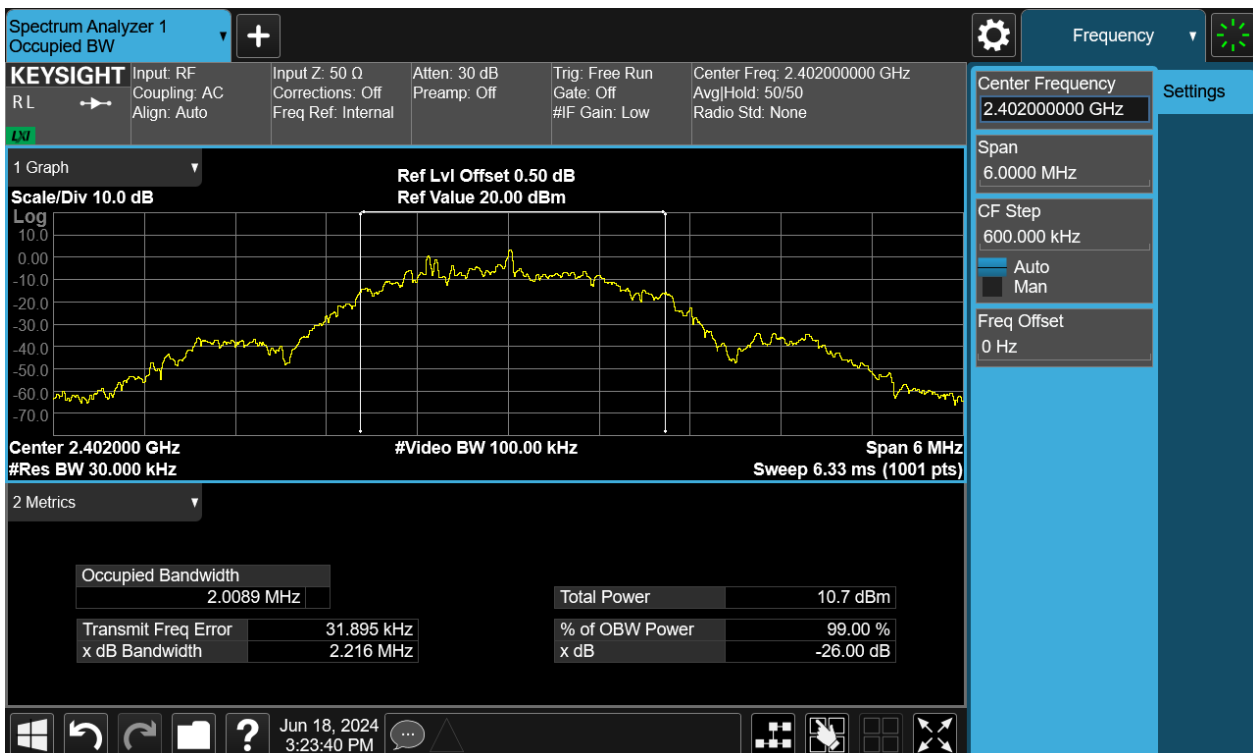 Spectrum Analyzer 1
Occupied BW
+
Frequency
KEYSIGHT
R L
LXI
Input: RF
Coupling: AC
Align: Auto
Input Z: 50 Ω
Corrections: Off
Freq Ref: Internal
Atten: 30 dB
Preamp: Off
Trig: Free Run
Gate: Off
#IF Gain: Low
Center Freq: 2.402000000 GHz
Avg|Hold: 50/50
Radio Std: None
Center Frequency
2.402000000 GHz
Settings
Span
6.0000 MHz
CF Step
600.000 kHz
Auto
Man
Freq Offset
0 Hz
1 Graph
Scale/Div 10.0 dB
Ref Lvl Offset 0.50 dB
Ref Value 20.00 dBm
Log
10.0
0.00
-10.0
-20.0
-30.0
-40.0
-50.0
-60.0
-70.0
Center 2.402000 GHz
#Video BW 100.00 kHz
Span 6 MHz
#Res BW 30.000 kHz
Sweep 6.33 ms (1001 pts)
2 Metrics
Occupied Bandwidth
2.0089 MHz
Total Power 10.7 dBm
Transmit Freq Error 31.895 kHz
% of OBW Power 99.00 %
x dB Bandwidth 2.216 MHz
x dB -26.00 dB
?
Jun 18, 2024
3:23:40 PM
...